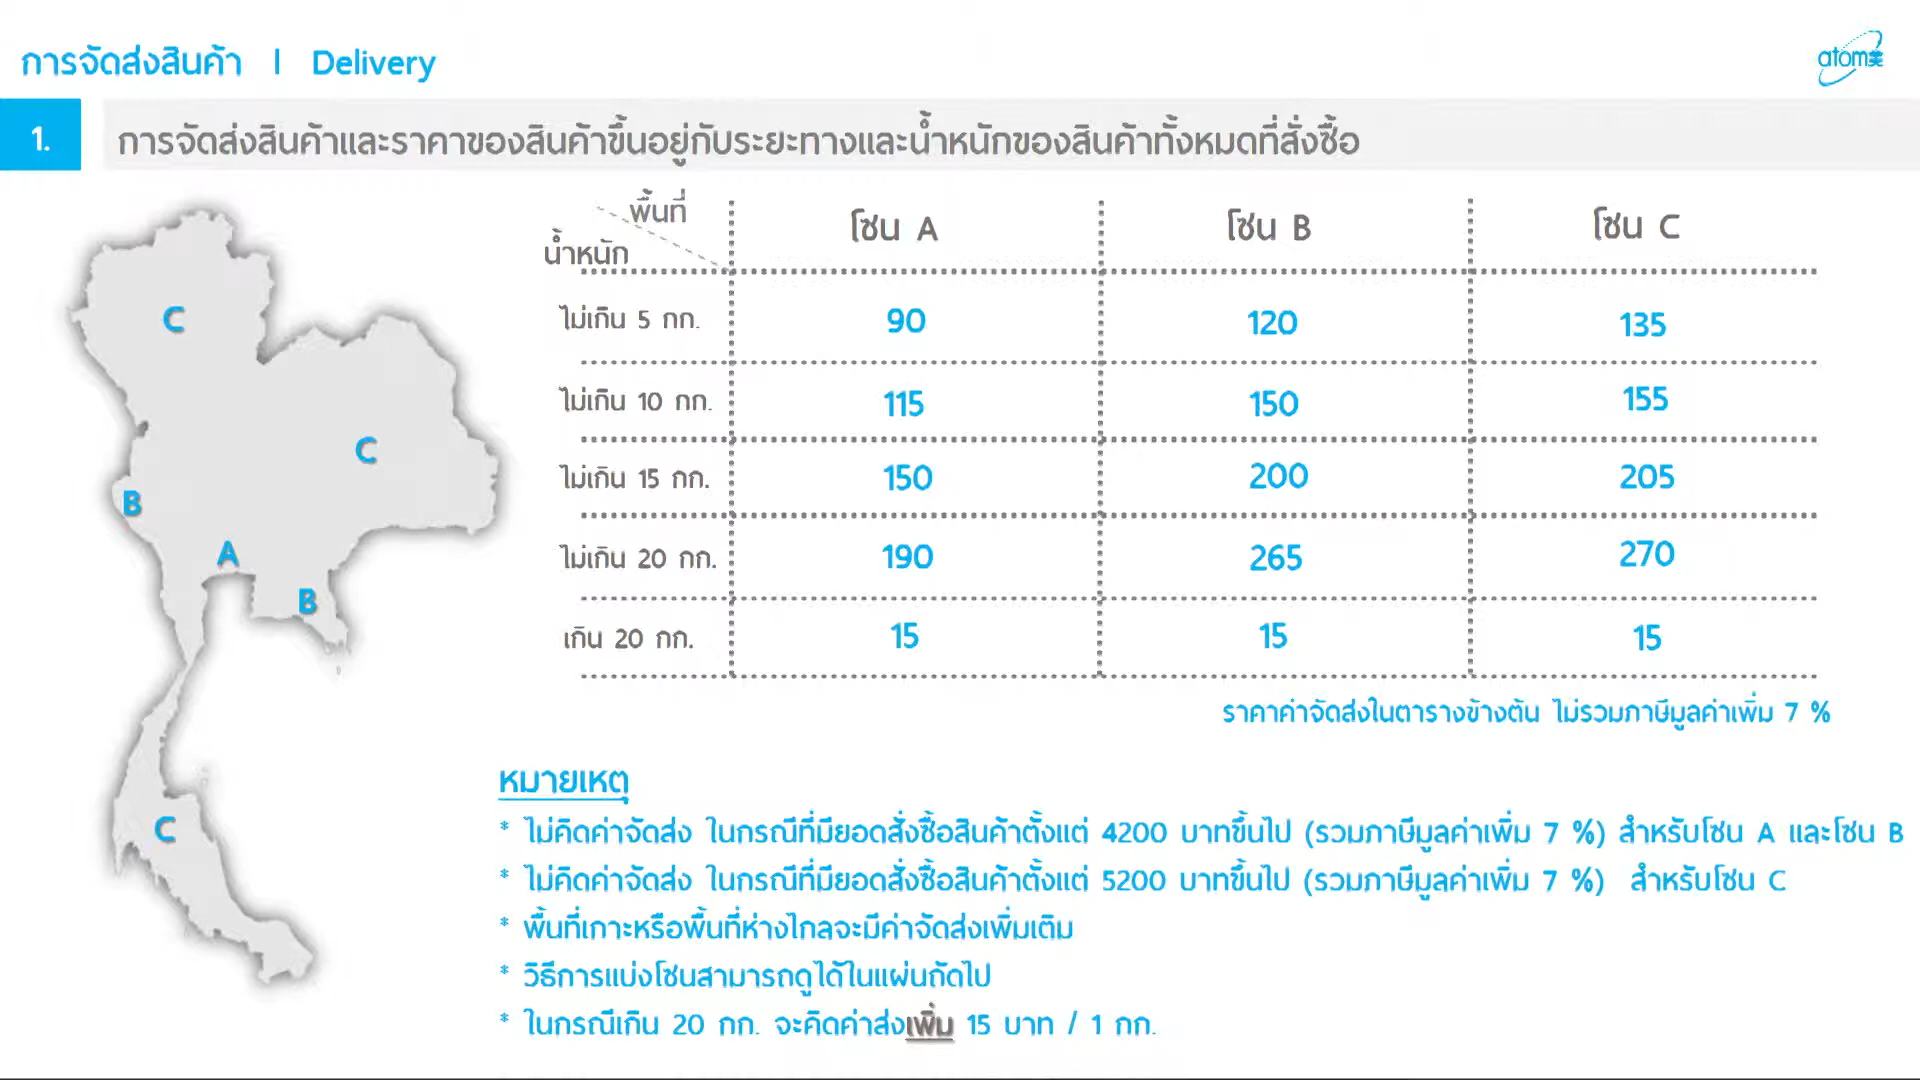 การจัดส่งสินค้า | Delivery
atom美
1. การจัดส่งสินค้าและราคาของสินค้าขึ้นอยู่กับระยะทางและน้ำหนักของสินค้าทั้งหมดที่สั่งซื้อ
พื้นที่
น้ำหนัก
โซน A โซน B โซน C
ไม่เกิน 5 กก. 90 120 135
ไม่เกิน 10 กก. 115 150 155
ไม่เกิน 15 กก. 150 200 205
ไม่เกิน 20 กก. 190 265 270
เกิน 20 กก. 15 15 15
C
C
B
A
B
C
ราคาค่าจัดส่งในตารางข้างต้น ไม่รวมภาษีมูลค่าเพิ่ม 7 %
หมายเหตุ
* ไม่คิดค่าจัดส่ง ในกรณีที่มียอดสั่งซื้อสินค้าตั้งแต่ 4200 บาทขึ้นไป (รวมภาษีมูลค่าเพิ่ม 7 %) สำหรับโซน A และโซน B
* ไม่คิดค่าจัดส่ง ในกรณีที่มียอดสั่งซื้อสินค้าตั้งแต่ 5200 บาทขึ้นไป (รวมภาษีมูลค่าเพิ่ม 7 %) สำหรับโซน C
* พื้นที่เกาะหรือพื้นที่ห่างไกลจะมีค่าจัดส่งเพิ่มเติม
* วิธีการแบ่งโซนสามารถดูได้ในแผ่นถัดไป
* ในกรณีเกิน 20 กก. จะคิดค่าส่งเพิ่ม 15 บาท / 1 กก.